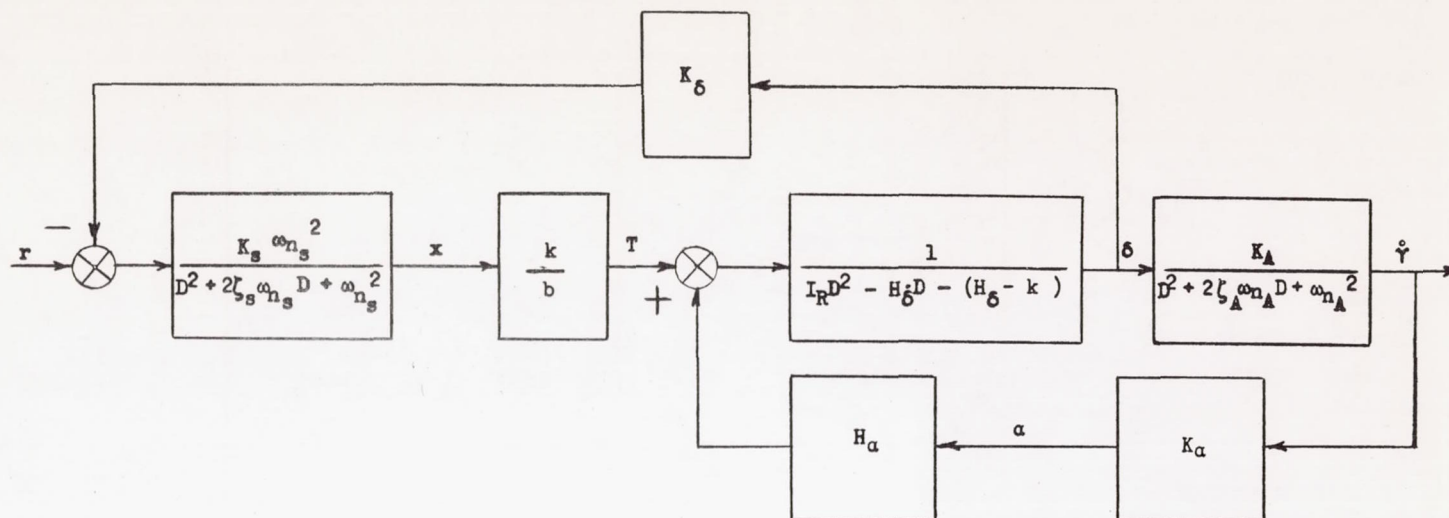 K_δ
−
r
K_s ω_{n_s}^2
D^2 + 2ζ_s ω_{n_s} D + ω_{n_s}^2
x
k
b
T
+
1
I_R D^2 - H_{δ̇} D - (H_δ - k )
δ
K_A
D^2 + 2ζ_A ω_{n_A} D + ω_{n_A}^2
γ̇
H_α
α
K_α